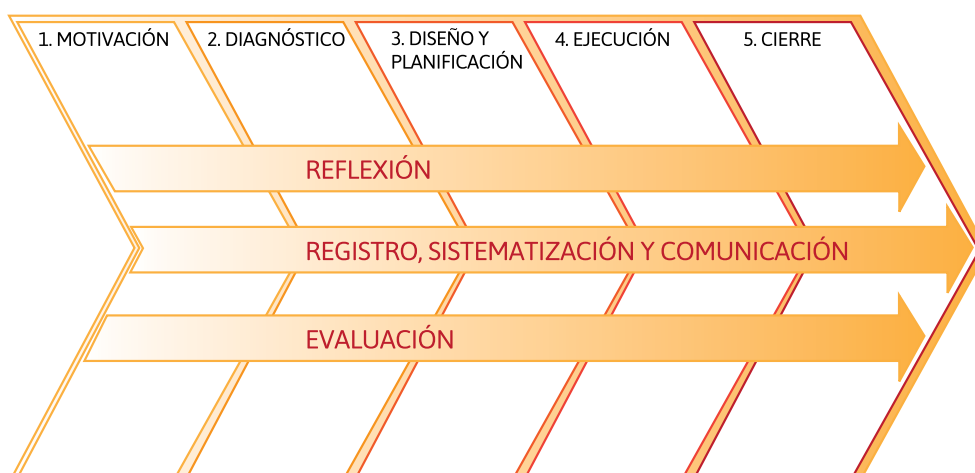 1. MOTIVACIÓN
2. DIAGNÓSTICO
3. DISEÑO Y
PLANIFICACIÓN
4. EJECUCIÓN
5. CIERRE
REFLEXIÓN
REGISTRO, SISTEMATIZACIÓN Y COMUNICACIÓN
EVALUACIÓN